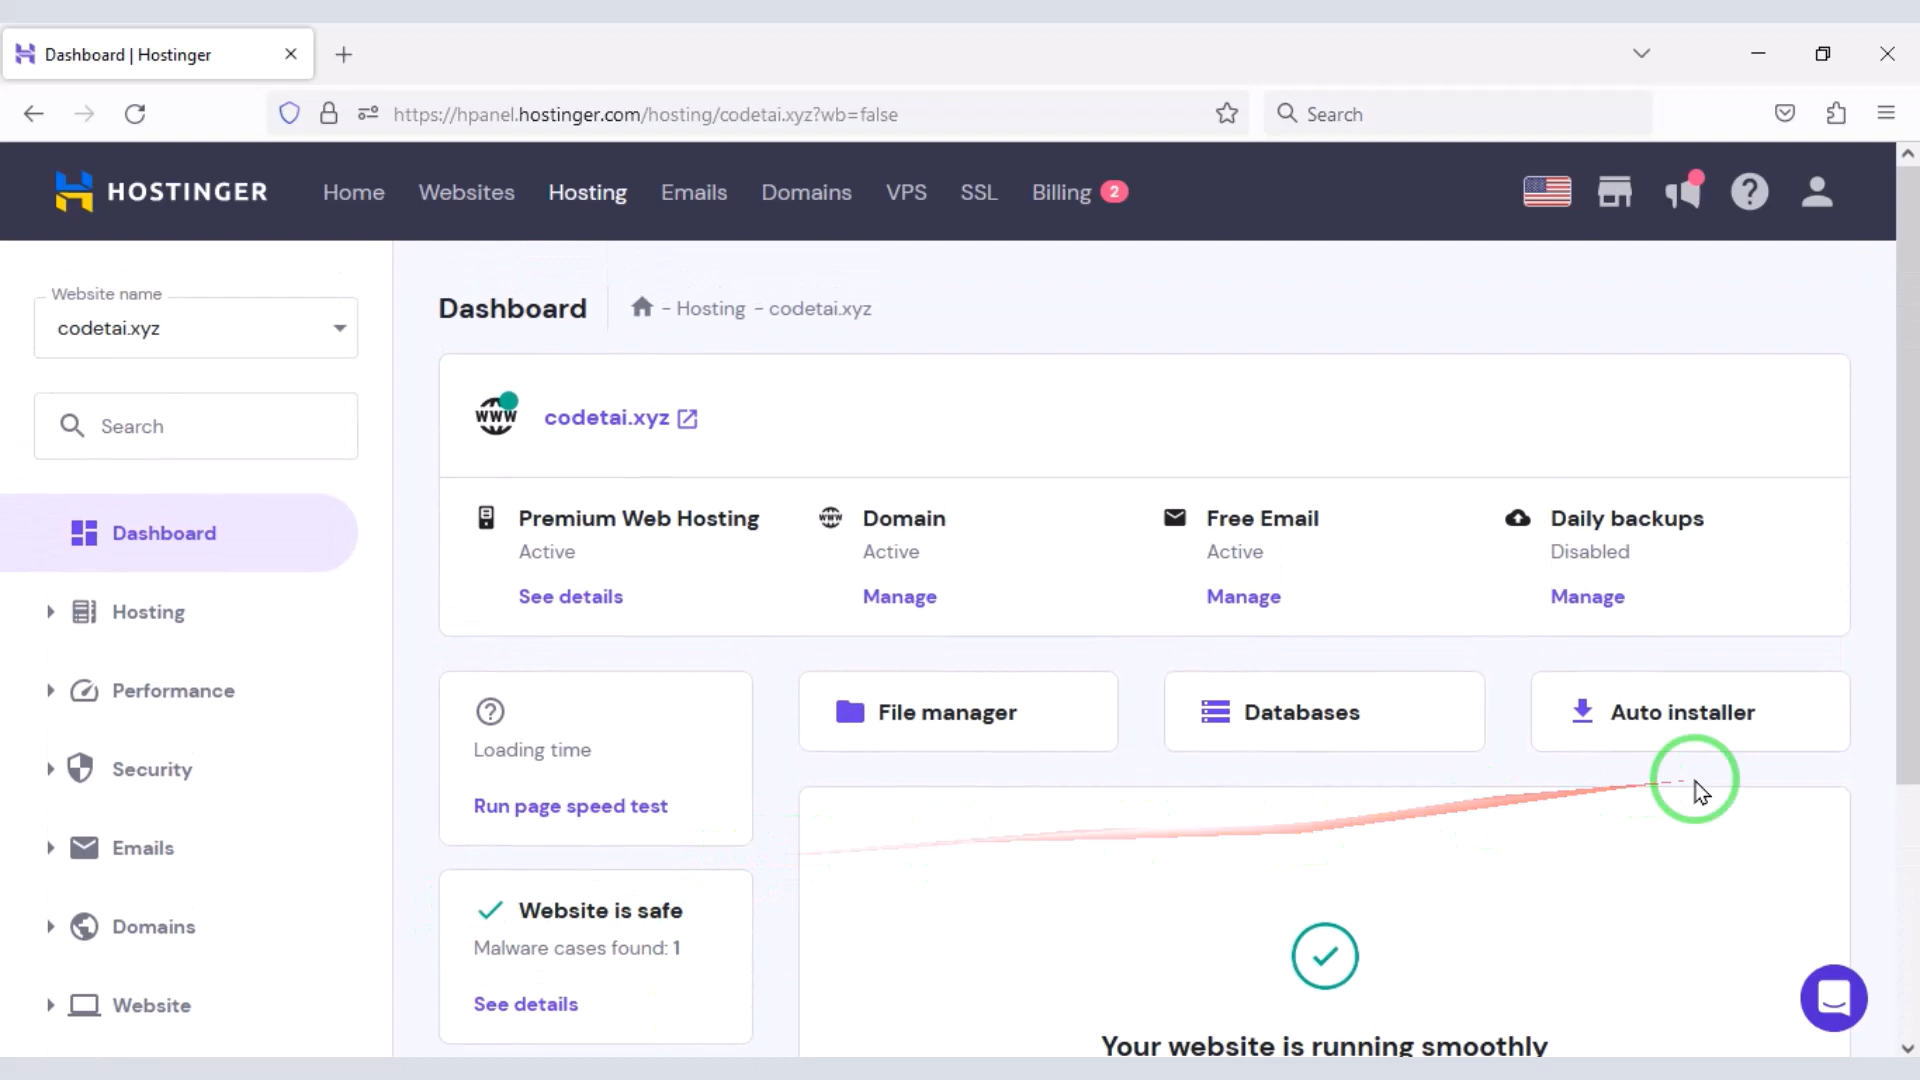 Dashboard | Hostinger
https://hpanel.hostinger.com/hosting/codetai.xyz?wb=false
Search
HOSTINGER
Home
Websites
Hosting
Emails
Domains
VPS
SSL
Billing 2
Website name
codetai.xyz
Search
Dashboard
Hosting
Performance
Security
Emails
Domains
Website
Dashboard
- Hosting - codetai.xyz
www
codetai.xyz
Premium Web Hosting
Active
See details
www
Domain
Active
Manage
Free Email
Active
Manage
Daily backups
Disabled
Manage
Loading time
Run page speed test
File manager
Databases
Auto installer
Website is safe
Malware cases found: 1
See details
Your website is running smoothly